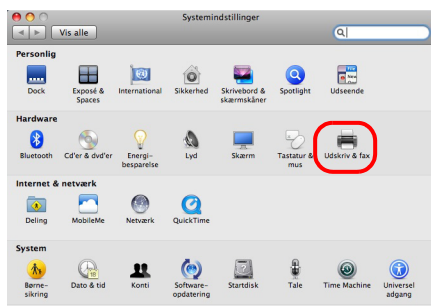 Systemindstillinger
Vis alle
Personlig
Dock Exposé & Spaces International Sikkerhed Skrivebord & skærmskåner Spotlight Udseende
Hardware
Bluetooth Cd'er & dvd'er Energi-besparelse Lyd Skærm Tastatur & mus Udskriv & fax
Internet & netværk
Deling MobileMe Netværk QuickTime
System
Børne-sikring Dato & tid Konti Software-opdatering Startdisk Tale Time Machine Universel adgang